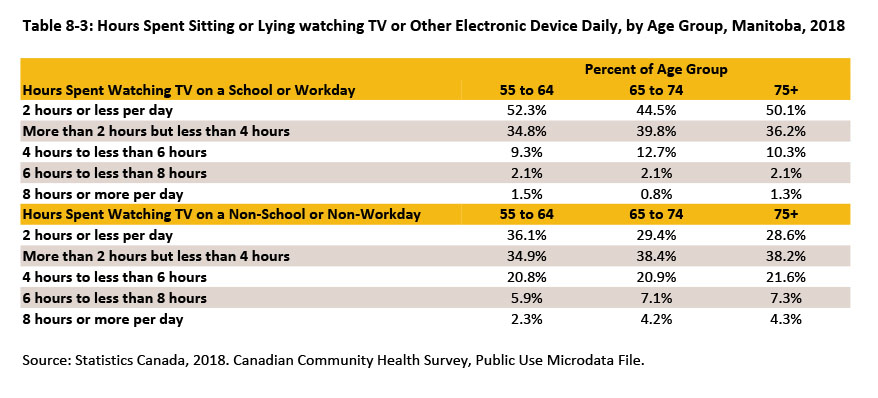 Table 8-3: Hours Spent Sitting or Lying watching TV or Other Electronic Device Daily, by Age Group, Manitoba, 2018
Percent of Age Group
Hours Spent Watching TV on a School or Workday 55 to 64 65 to 74 75+
2 hours or less per day 52.3% 44.5% 50.1%
More than 2 hours but less than 4 hours 34.8% 39.8% 36.2%
4 hours to less than 6 hours 9.3% 12.7% 10.3%
6 hours to less than 8 hours 2.1% 2.1% 2.1%
8 hours or more per day 1.5% 0.8% 1.3%
Hours Spent Watching TV on a Non-School or Non-Workday 55 to 64 65 to 74 75+
2 hours or less per day 36.1% 29.4% 28.6%
More than 2 hours but less than 4 hours 34.9% 38.4% 38.2%
4 hours to less than 6 hours 20.8% 20.9% 21.6%
6 hours to less than 8 hours 5.9% 7.1% 7.3%
8 hours or more per day 2.3% 4.2% 4.3%
Source: Statistics Canada, 2018. Canadian Community Health Survey, Public Use Microdata File.